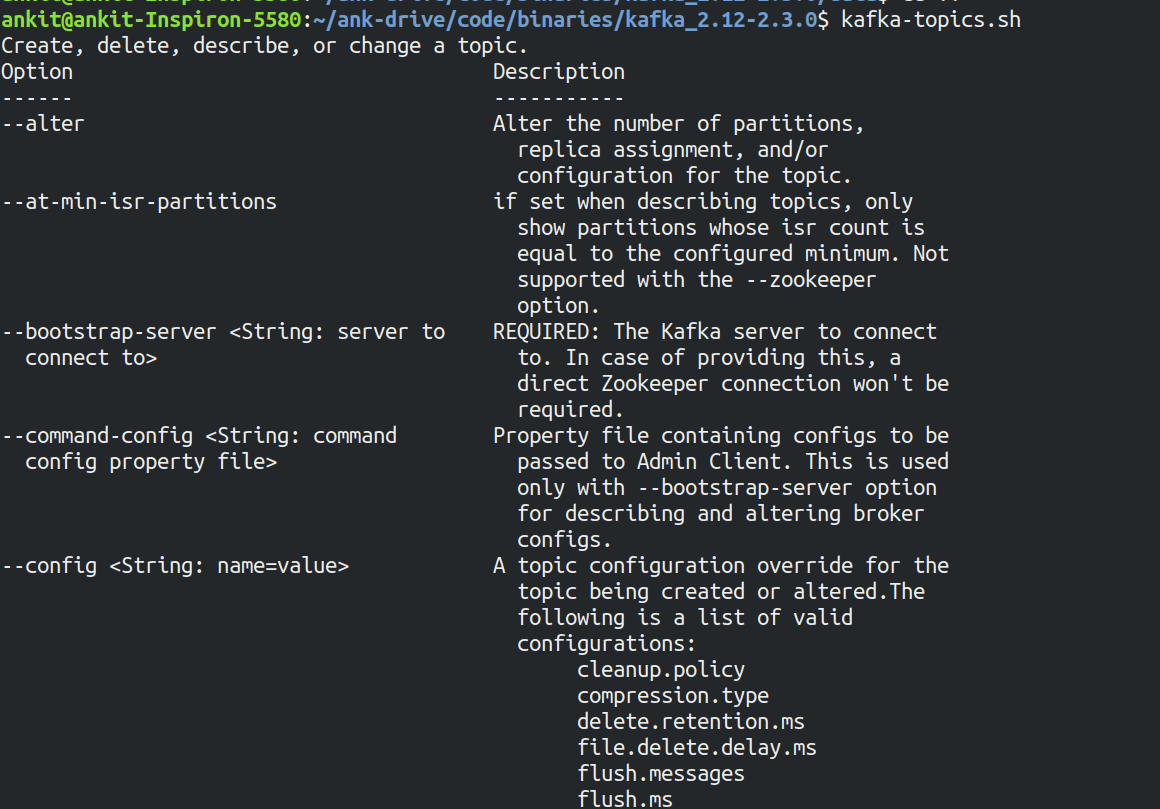 ankit@ankit-Inspiron-5580:~/ank-drive/code/binaries/kafka_2.12-2.3.0$ kafka-topics.sh
Create, delete, describe, or change a topic.
Option                                   Description
------                                   -----------
--alter                                  Alter the number of partitions,
                                           replica assignment, and/or
                                           configuration for the topic.
--at-min-isr-partitions                  if set when describing topics, only
                                           show partitions whose isr count is
                                           equal to the configured minimum. Not
                                           supported with the --zookeeper
                                           option.
--bootstrap-server <String: server to    REQUIRED: The Kafka server to connect
  connect to>                              to. In case of providing this, a
                                           direct Zookeeper connection won't be
                                           required.
--command-config <String: command        Property file containing configs to be
  config property file>                    passed to Admin Client. This is used
                                           only with --bootstrap-server option
                                           for describing and altering broker
                                           configs.
--config <String: name=value>            A topic configuration override for the
                                           topic being created or altered.The
                                           following is a list of valid
                                           configurations:
                                                cleanup.policy
                                                compression.type
                                                delete.retention.ms
                                                file.delete.delay.ms
                                                flush.messages
                                                flush.ms